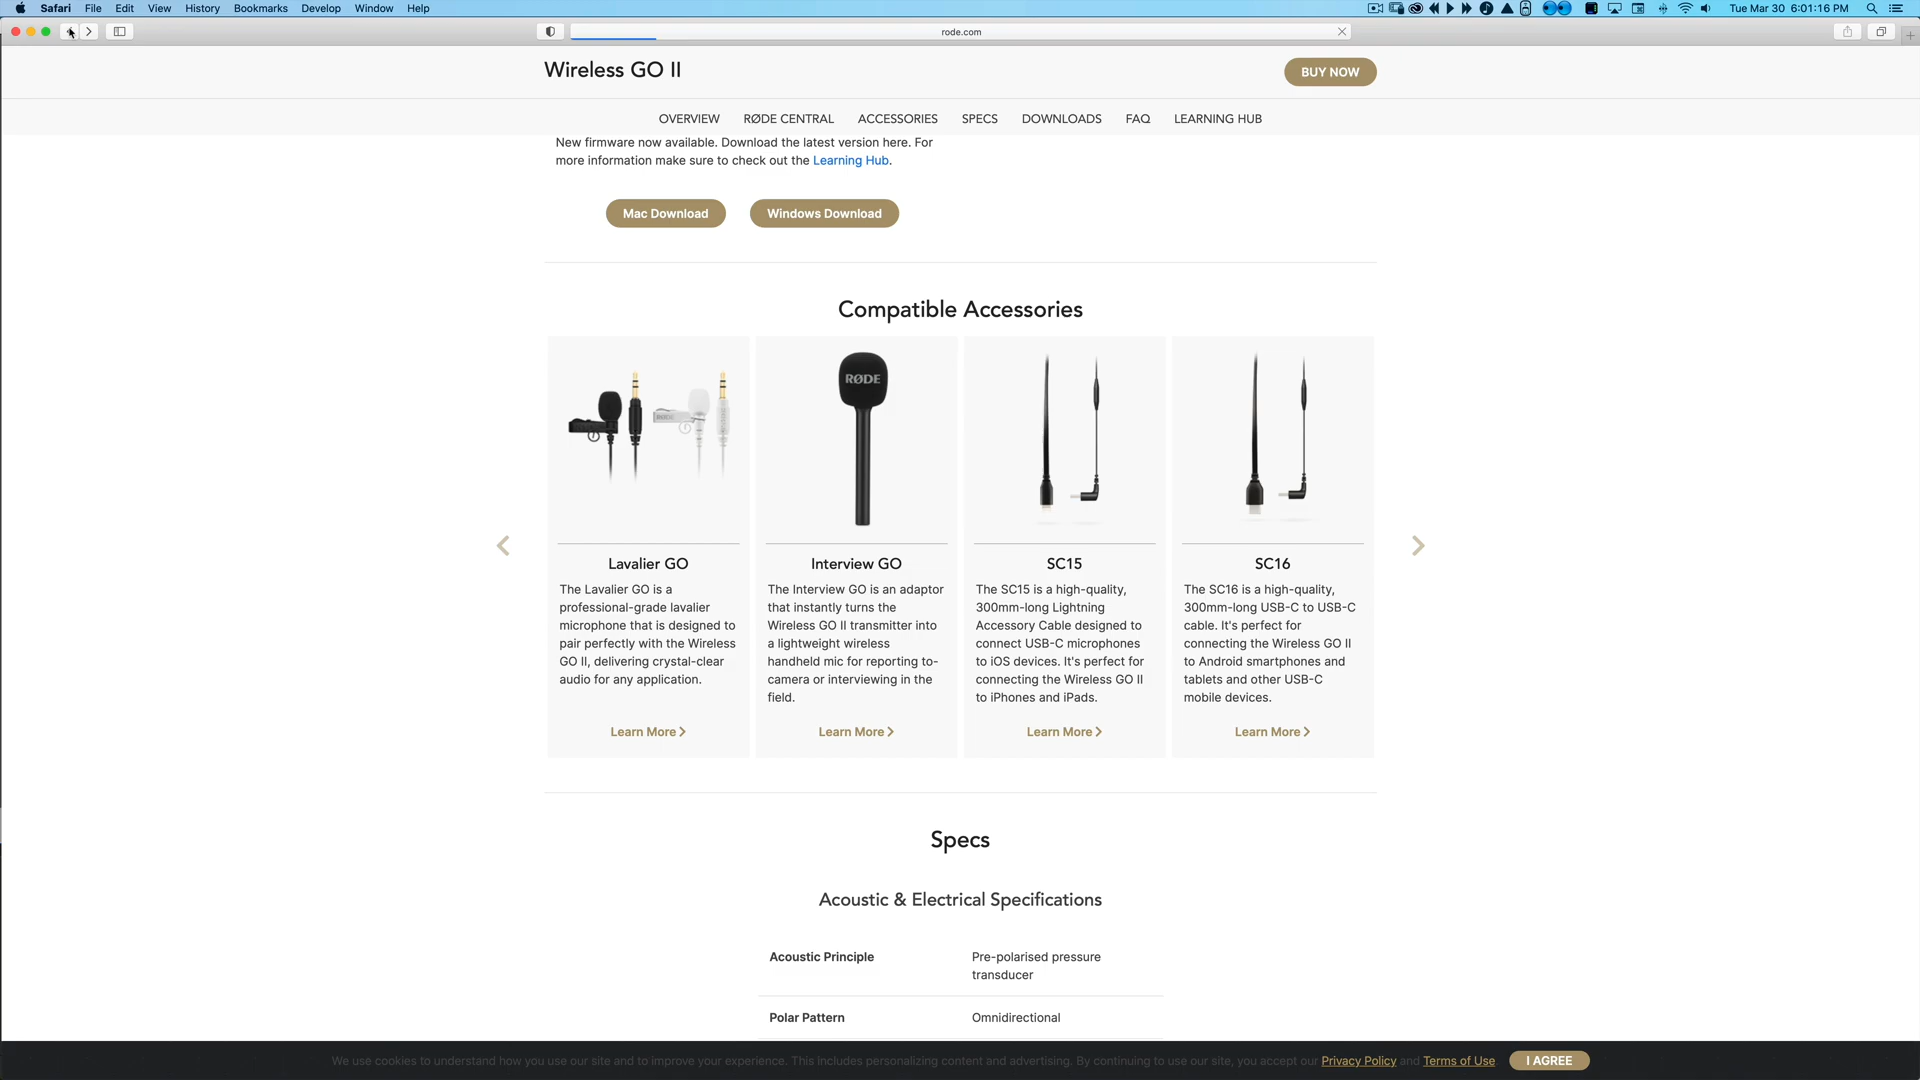 Safari File Edit View History Bookmarks Develop Window Help Tue Mar 30 6:01:16 PM
rode.com
Wireless GO II
BUY NOW
OVERVIEW RØDE CENTRAL ACCESSORIES SPECS DOWNLOADS FAQ LEARNING HUB
New firmware now available. Download the latest version here. For
more information make sure to check out the Learning Hub.
Mac Download Windows Download
Compatible Accessories
RØDE
RØDE
Lavalier GO
The Lavalier GO is a
professional-grade lavalier
microphone that is designed to
pair perfectly with the Wireless
GO II, delivering crystal-clear
audio for any application.
Learn More
Interview GO
The Interview GO is an adaptor
that instantly turns the
Wireless GO II transmitter into
a lightweight wireless
handheld mic for reporting to-
camera or interviewing in the
field.
Learn More
SC15
The SC15 is a high-quality,
300mm-long Lightning
Accessory Cable designed to
connect USB-C microphones
to iOS devices. It's perfect for
connecting the Wireless GO II
to iPhones and iPads.
Learn More
SC16
The SC16 is a high-quality,
300mm-long USB-C to USB-C
cable. It's perfect for
connecting the Wireless GO II
to Android smartphones and
tablets and other USB-C
mobile devices.
Learn More
Specs
Acoustic & Electrical Specifications
Acoustic Principle Pre-polarised pressure
transducer
Polar Pattern Omnidirectional
We use cookies to understand how you use our site and to improve your experience. This includes personalizing content and advertising. By continuing to use our site, you accept our Privacy Policy and Terms of Use I AGREE